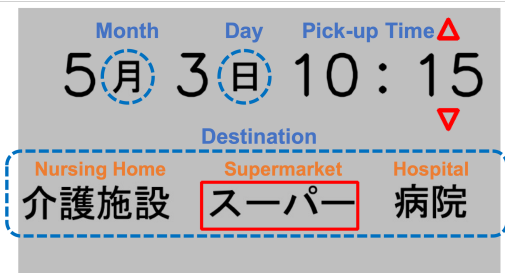 Month Day Pick-up Time
5月 3日 10:15
Destination
Nursing Home Supermarket Hospital
介護施設 スーパー 病院